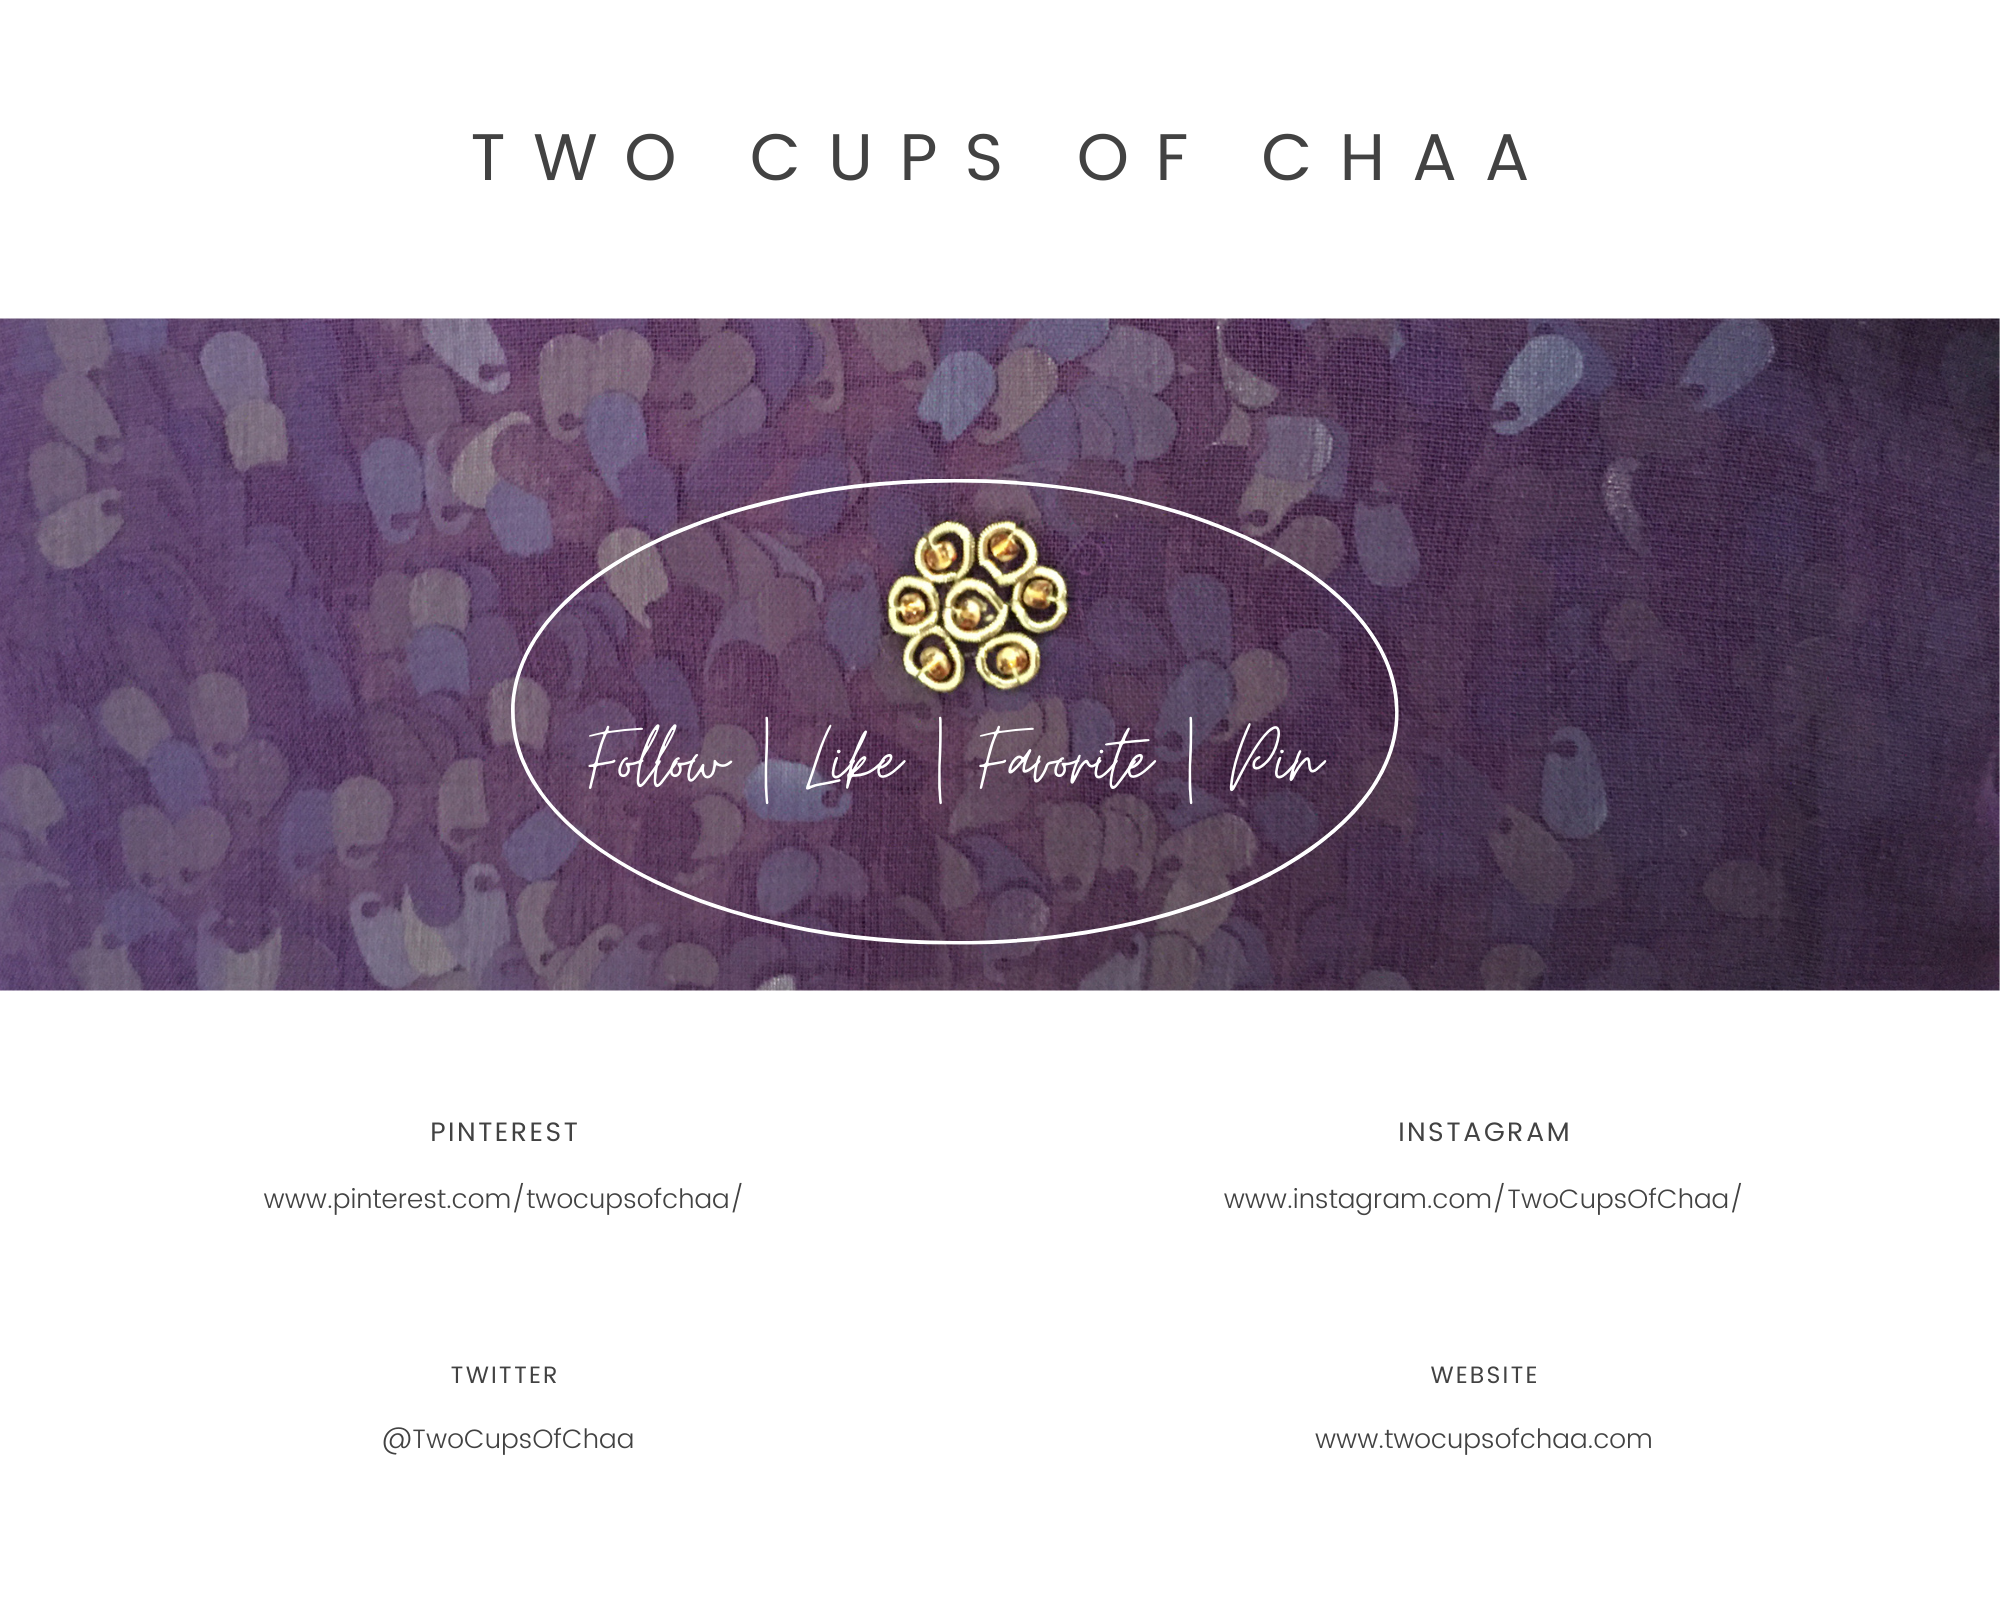 TWO CUPS OF CHAA
Follow | Like | Favorite | Pin
PINTEREST
www.pinterest.com/twocupsofchaa/
INSTAGRAM
www.instagram.com/TwoCupsOfChaa/
TWITTER
@TwoCupsOfChaa
WEBSITE
www.twocupsofchaa.com